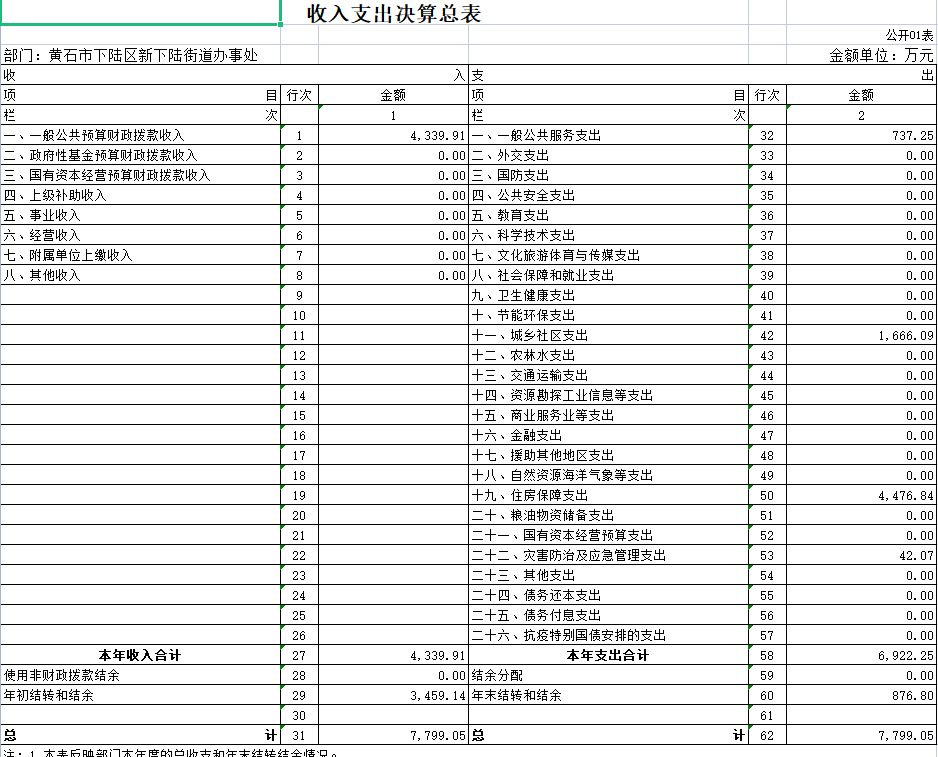 收入支出决算总表
公开01表
部门：黄石市下陆区新下陆街道办事处 金额单位：万元
收 入 支 出
项 目 行次 金额 项 目 行次 金额
栏 次 1 栏 次 2
一、一般公共预算财政拨款收入 1 4,339.91 一、一般公共服务支出 32 737.25
二、政府性基金预算财政拨款收入 2 0.00 二、外交支出 33 0.00
三、国有资本经营预算财政拨款收入 3 0.00 三、国防支出 34 0.00
四、上级补助收入 4 0.00 四、公共安全支出 35 0.00
五、事业收入 5 0.00 五、教育支出 36 0.00
六、经营收入 6 0.00 六、科学技术支出 37 0.00
七、附属单位上缴收入 7 0.00 七、文化旅游体育与传媒支出 38 0.00
八、其他收入 8 0.00 八、社会保障和就业支出 39 0.00
9 九、卫生健康支出 40 0.00
10 十、节能环保支出 41 0.00
11 十一、城乡社区支出 42 1,666.09
12 十二、农林水支出 43 0.00
13 十三、交通运输支出 44 0.00
14 十四、资源勘探工业信息等支出 45 0.00
15 十五、商业服务业等支出 46 0.00
16 十六、金融支出 47 0.00
17 十七、援助其他地区支出 48 0.00
18 十八、自然资源海洋气象等支出 49 0.00
19 十九、住房保障支出 50 4,476.84
20 二十、粮油物资储备支出 51 0.00
21 二十一、国有资本经营预算支出 52 0.00
22 二十二、灾害防治及应急管理支出 53 42.07
23 二十三、其他支出 54 0.00
24 二十四、债务还本支出 55 0.00
25 二十五、债务付息支出 56 0.00
26 二十六、抗疫特别国债安排的支出 57 0.00
本年收入合计 27 4,339.91 本年支出合计 58 6,922.25
使用非财政拨款结余 28 0.00 结余分配 59 0.00
年初结转和结余 29 3,459.14 年末结转和结余 60 876.80
30 61
总 计 31 7,799.05 总 计 62 7,799.05
注：1.本表反映部门本年度的总收支和年末结转结余情况。